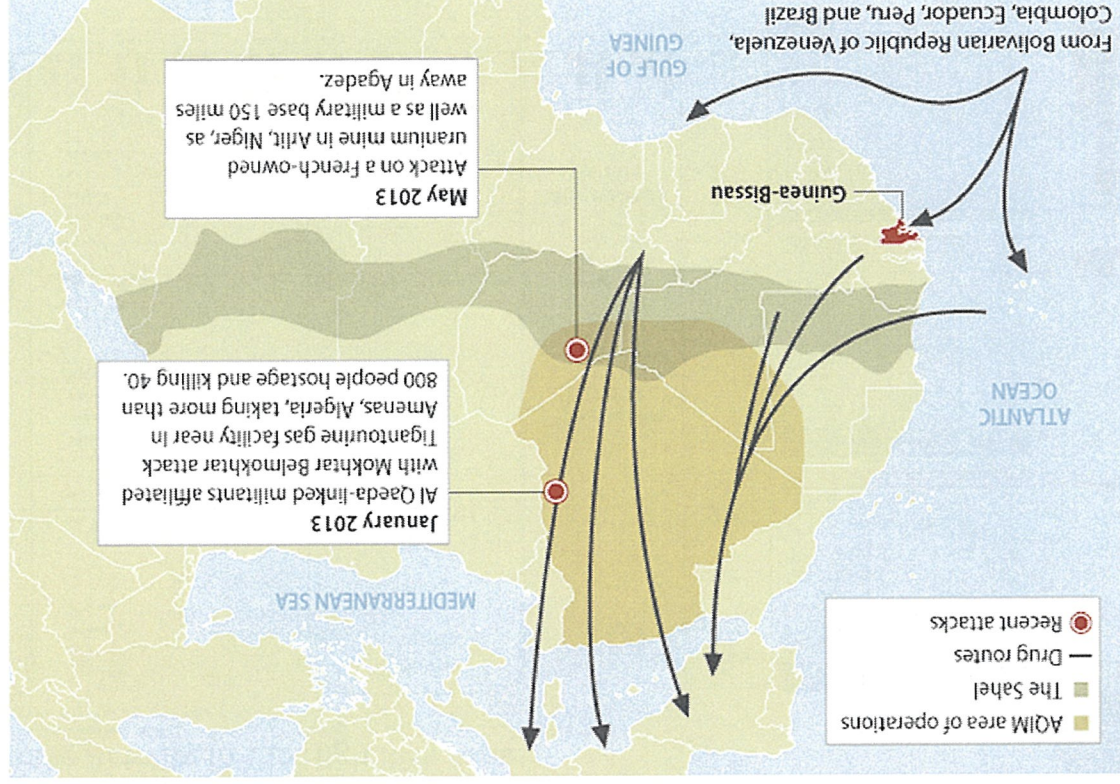 AQIM area of operations
The Sahel
Drug routes
Recent attacks
MEDITERRANEAN SEA
January 2013
Al Qaeda-linked militants affiliated
with Mokhtar Belmokhtar attack
Tigantourine gas facility near in
Amenas, Algeria, taking more than
800 people hostage and killing 40.
ATLANTIC
OCEAN
Guinea-Bissau
May 2013
Attack on a French-owned
uranium mine in Arlit, Niger, as
well as a military base 150 miles
away in Agadez.
GULF OF
GUINEA
From Bolivarian Republic of Venezuela,
Colombia, Ecuador, Peru, and Brazil